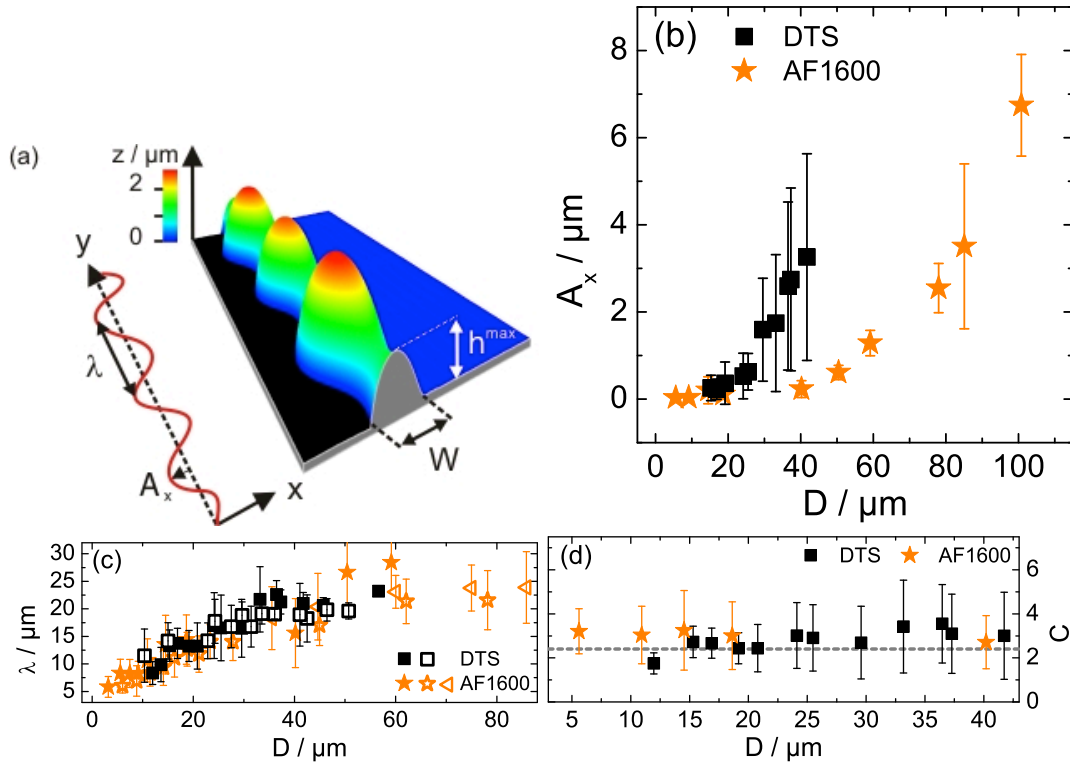 (a)
z / µm
2
0
y
λ
A x
x
W
h max
(b)
DTS
AF1600
8
6
4
2
0
A x / µm
0 20 40 60 80 100
D / µm
(c)
30
25
20
15
10
5
λ / µm
DTS
AF1600
0 20 40 60 80
D / µm
(d)
DTS
AF1600
6
4
2
0
C
5 10 15 20 25 30 35 40
D / µm